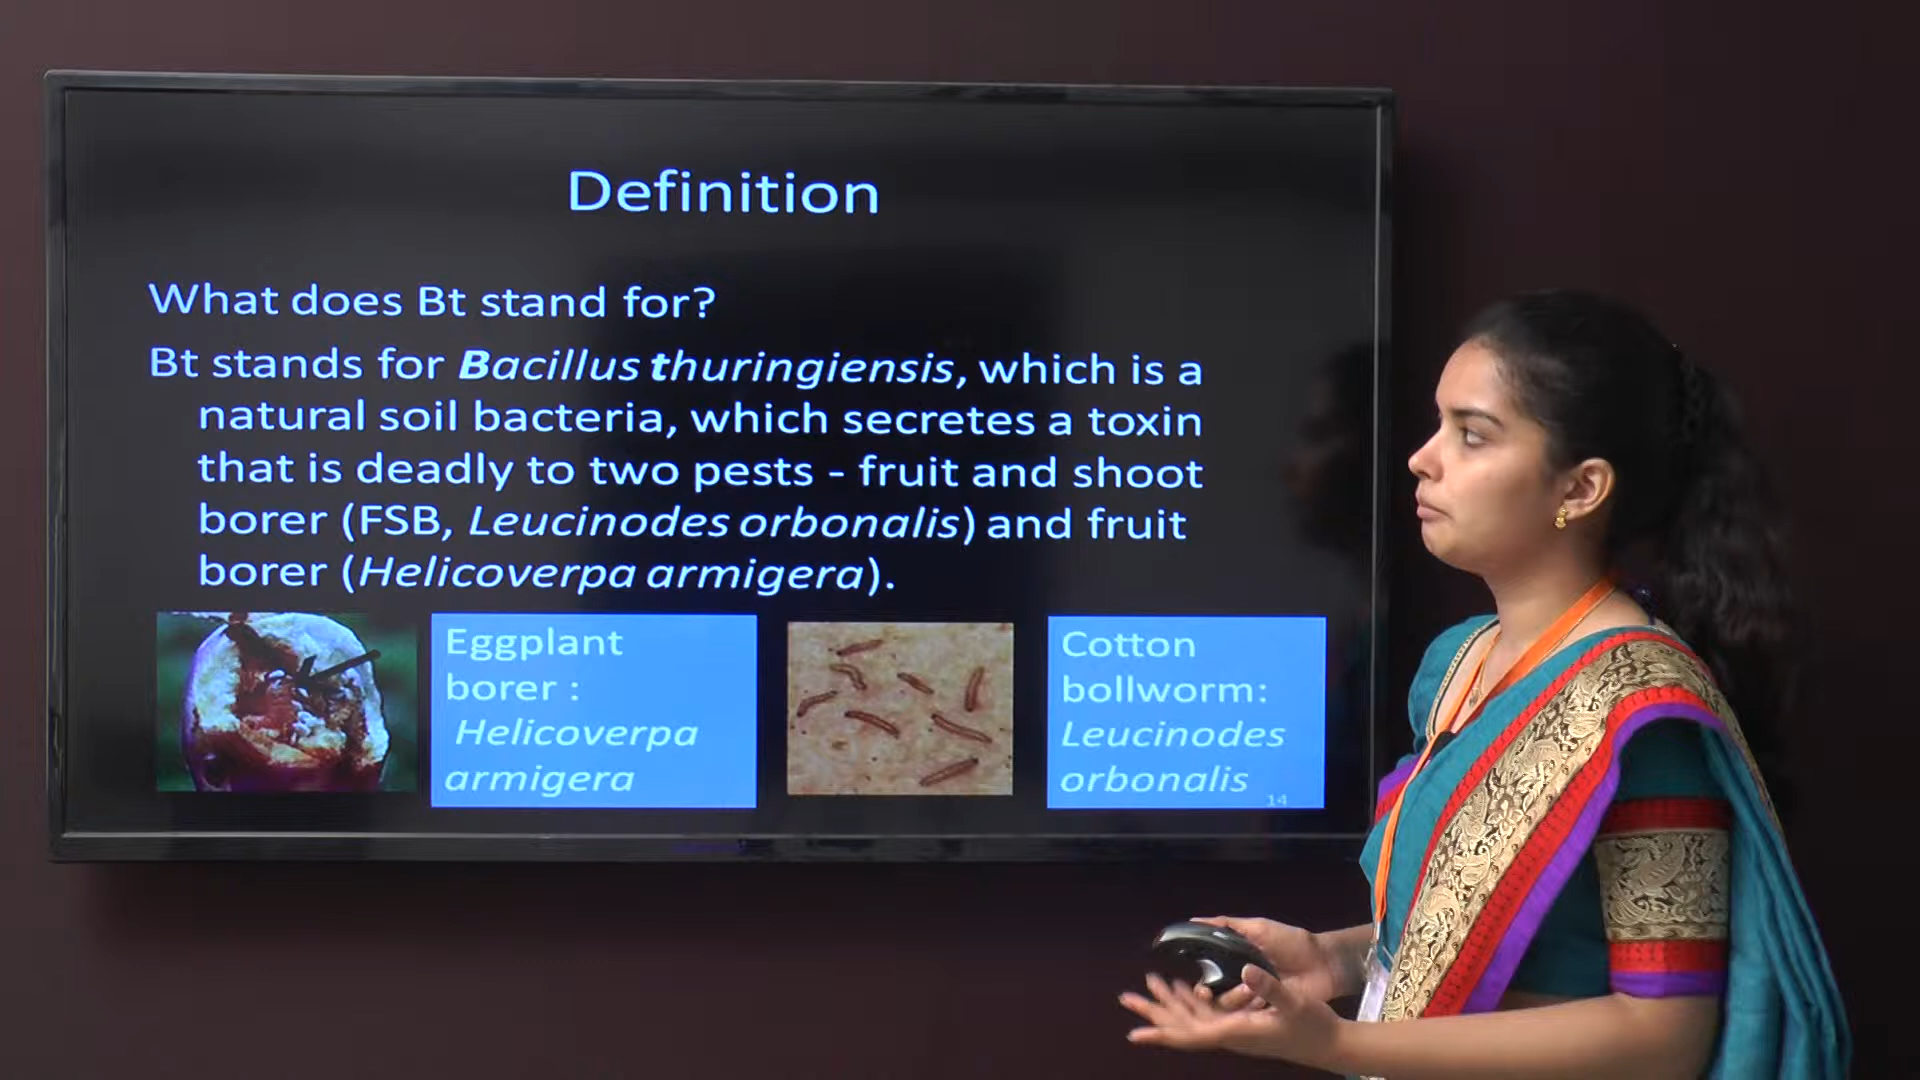 Definition
What does Bt stand for?
Bt stands for Bacillus thuringiensis, which is a
natural soil bacteria, which secretes a toxin
that is deadly to two pests - fruit and shoot
borer (FSB, Leucinodes orbonalis) and fruit
borer (Helicoverpa armigera).
Eggplant
borer :
Helicoverpa
armigera
Cotton
bollworm:
Leucinodes
orbonalis
14